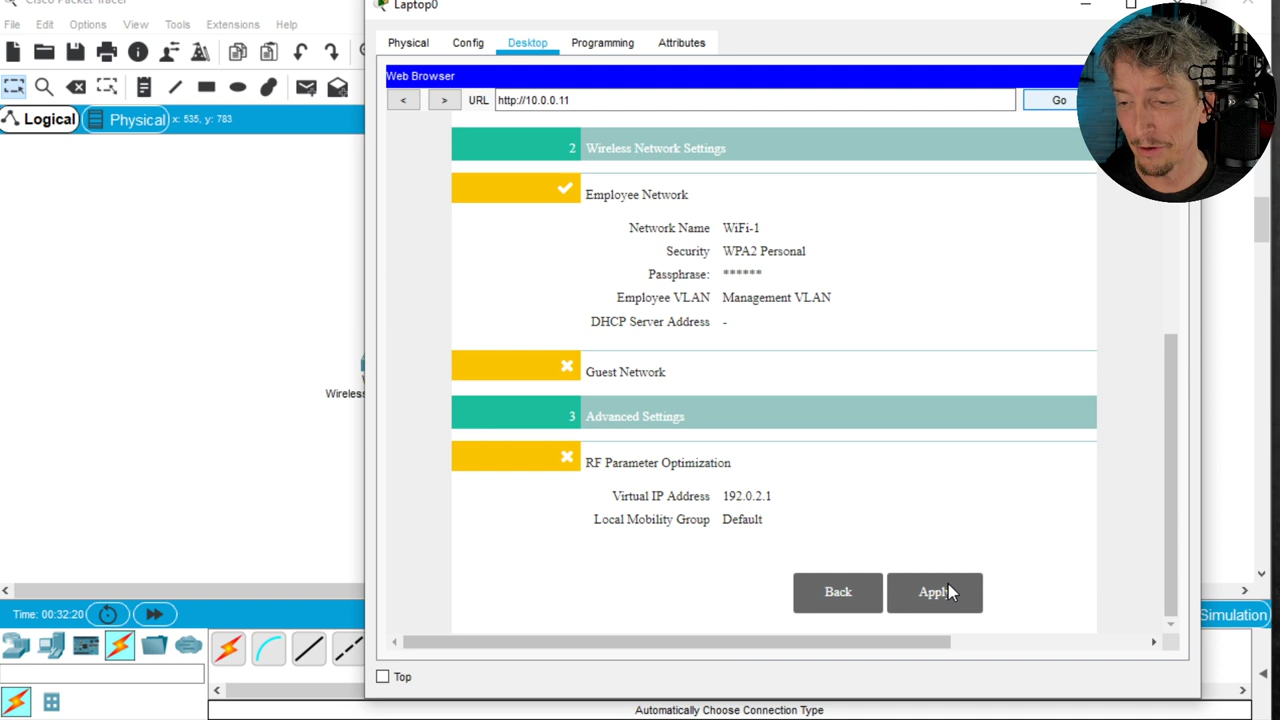 Cisco Packet Tracer
Laptop0
File Edit Options View Tools Extensions Help
Physical Config Desktop Programming Attributes
Web Browser
< > URL http://10.0.0.11 Go
Logical Physical x: 535, y: 783
2 Wireless Network Settings
Employee Network
Network Name WiFi-1
Security WPA2 Personal
Passphrase: ******
Employee VLAN Management VLAN
DHCP Server Address -
Guest Network
Wireless
3 Advanced Settings
RF Parameter Optimization
Virtual IP Address 192.0.2.1
Local Mobility Group Default
Back Apply
Time: 00:32:20
Simulation
Top
Automatically Choose Connection Type